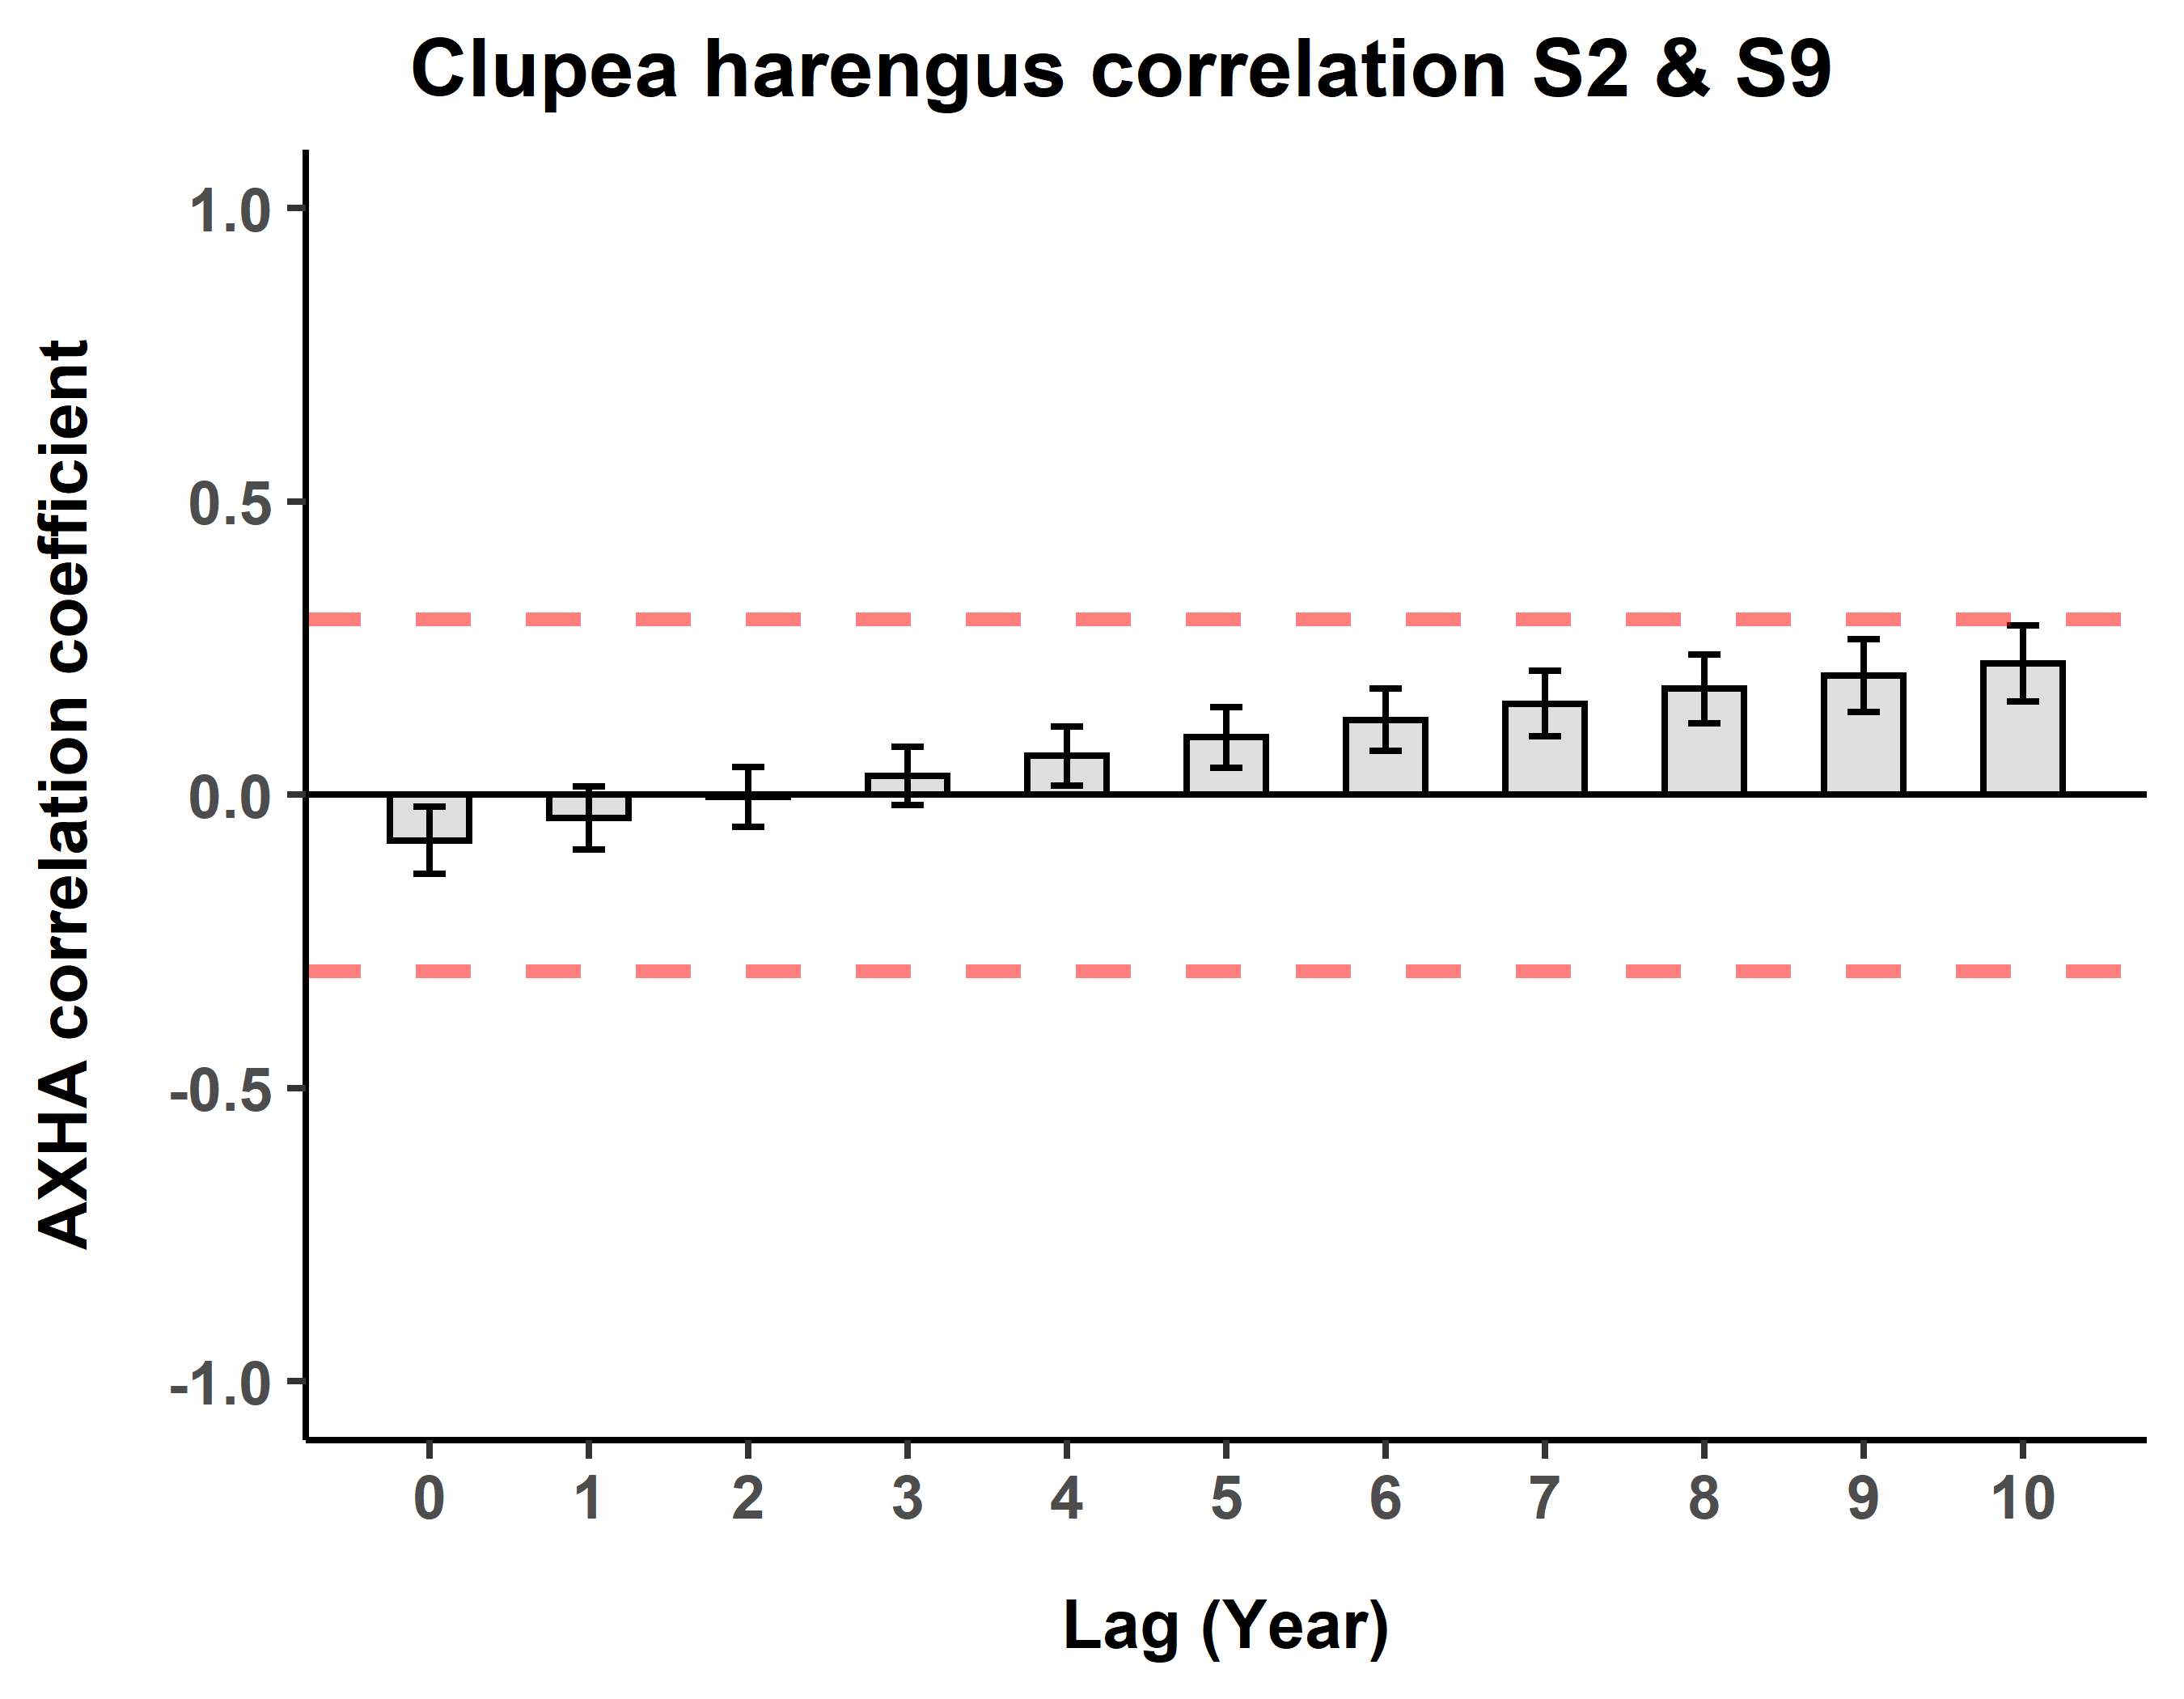 Clupea harengus correlation S2 & S9
AXHA correlation coefficient
1.0
0.5
0.0
-0.5
-1.0
0 1 2 3 4 5 6 7 8 9 10
Lag (Year)